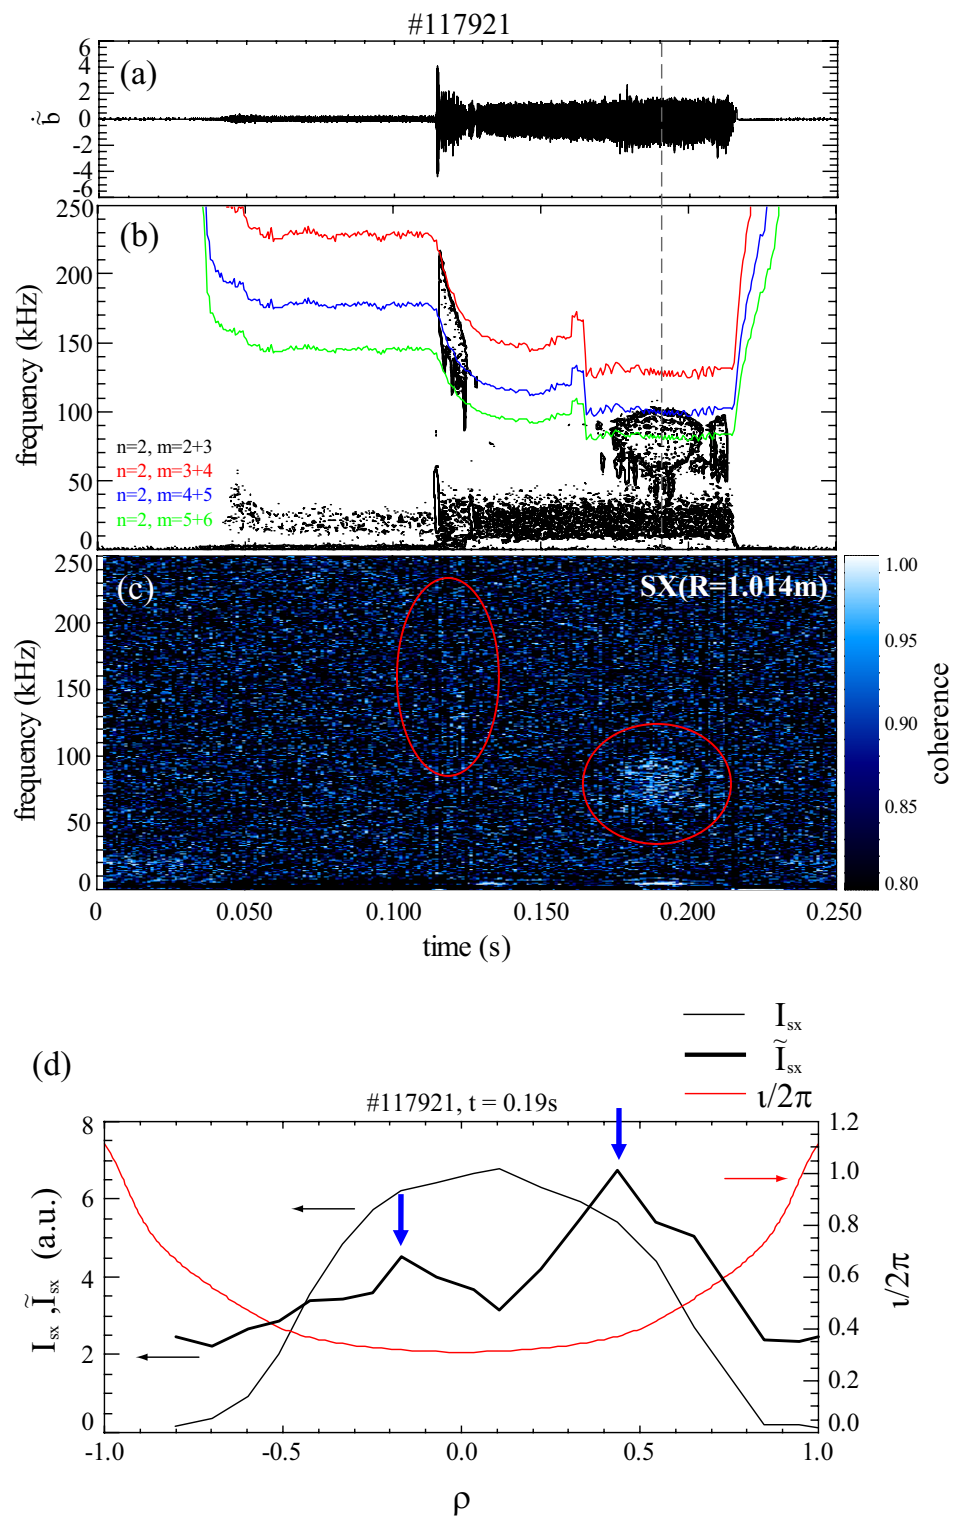 #117921
(a)
6
4
2
0
-2
-4
-6
ḃ̃
(b)
250
200
150
100
50
0
frequency (kHz)
n=2, m=2+3
n=2, m=3+4
n=2, m=4+5
n=2, m=5+6
(c)
SX(R=1.014m)
250
200
150
100
50
0
frequency (kHz)
1.00
0.95
0.90
0.85
0.80
coherence
0 0.050 0.100 0.150 0.200 0.250
time (s)
(d)
I_sx
Ĩ_sx
ι/2π
#117921, t = 0.19s
8
6
4
2
0
I_sx ,Ĩ_sx (a.u.)
1.2
1.0
0.8
0.6
0.4
0.2
0.0
ι/2π
-1.0 -0.5 0.0 0.5 1.0
ρ